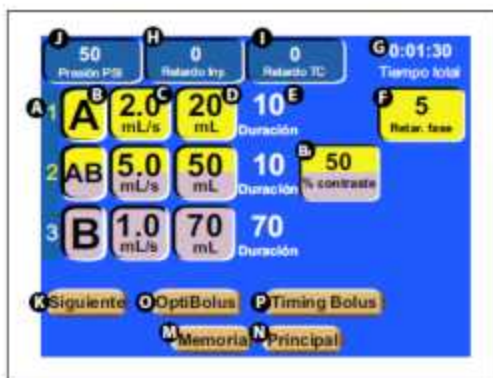 J H I G
50 0 0 0:01:30
Presión PSI Retardo Iny. Retardo TC Tiempo total
A B C D E F
1 A 2.0 mL/s 20 mL 10 Duración 5 Retar. fase
2 AB 5.0 mL/s 50 mL 10 Duración 50 % contraste
3 B 1.0 mL/s 70 mL 70 Duración
K Siguiente O OptiBolus P Timing Bolus
M Memoria N Principal